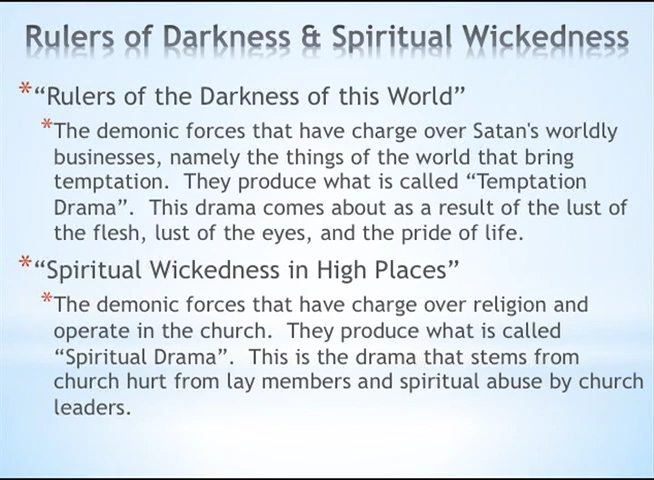 Rulers of Darkness & Spiritual Wickedness
*“Rulers of the Darkness of this World”
*The demonic forces that have charge over Satan's worldly
businesses, namely the things of the world that bring
temptation.  They produce what is called “Temptation
Drama”.  This drama comes about as a result of the lust of
the flesh, lust of the eyes, and the pride of life.
*“Spiritual Wickedness in High Places”
*The demonic forces that have charge over religion and
operate in the church.  They produce what is called
“Spiritual Drama”.  This is the drama that stems from
church hurt from lay members and spiritual abuse by church
leaders.